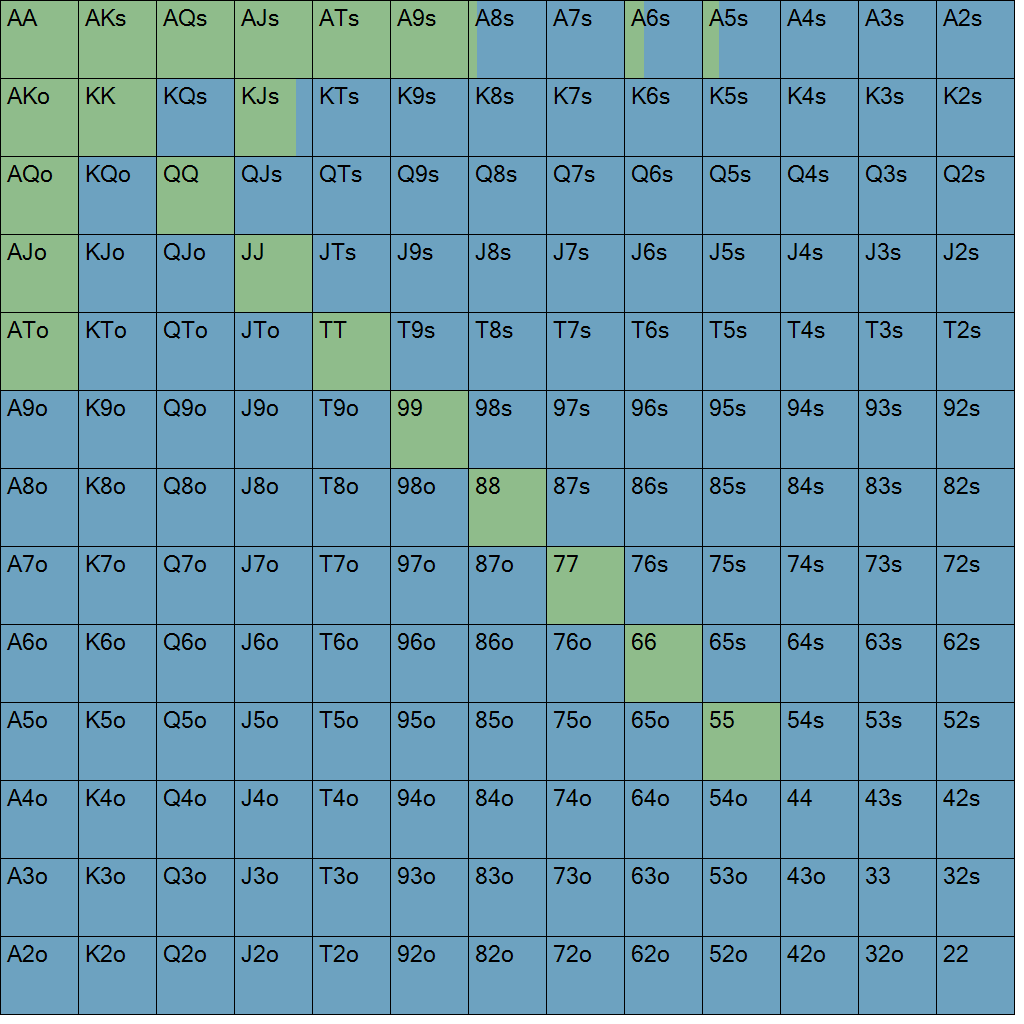 AA AKs AQs AJs ATs A9s A8s A7s A6s A5s A4s A3s A2s
AKo KK KQs KJs KTs K9s K8s K7s K6s K5s K4s K3s K2s
AQo KQo QQ QJs QTs Q9s Q8s Q7s Q6s Q5s Q4s Q3s Q2s
AJo KJo QJo JJ JTs J9s J8s J7s J6s J5s J4s J3s J2s
ATo KTo QTo JTo TT T9s T8s T7s T6s T5s T4s T3s T2s
A9o K9o Q9o J9o T9o 99 98s 97s 96s 95s 94s 93s 92s
A8o K8o Q8o J8o T8o 98o 88 87s 86s 85s 84s 83s 82s
A7o K7o Q7o J7o T7o 97o 87o 77 76s 75s 74s 73s 72s
A6o K6o Q6o J6o T6o 96o 86o 76o 66 65s 64s 63s 62s
A5o K5o Q5o J5o T5o 95o 85o 75o 65o 55 54s 53s 52s
A4o K4o Q4o J4o T4o 94o 84o 74o 64o 54o 44 43s 42s
A3o K3o Q3o J3o T3o 93o 83o 73o 63o 53o 43o 33 32s
A2o K2o Q2o J2o T2o 92o 82o 72o 62o 52o 42o 32o 22